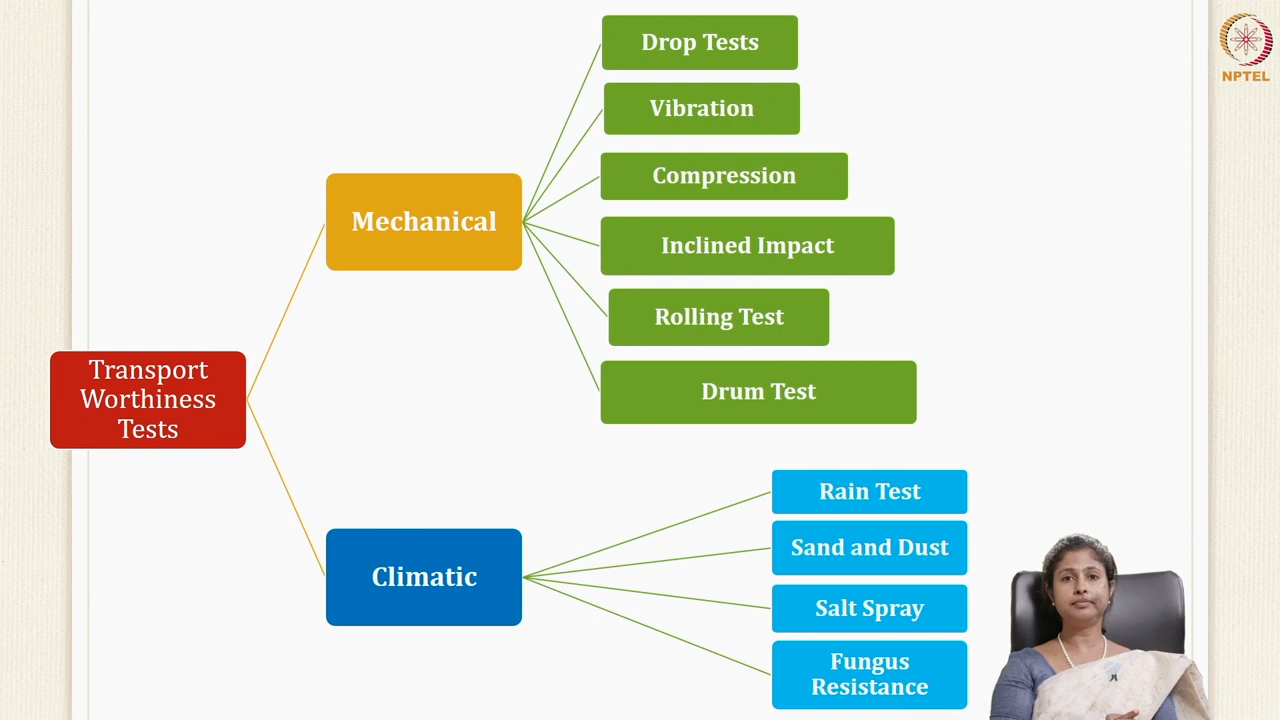 Drop Tests
Vibration
Compression
Mechanical
Inclined Impact
Rolling Test
Drum Test
Transport
Worthiness
Tests
Rain Test
Sand and Dust
Climatic
Salt Spray
Fungus
Resistance
NPTEL